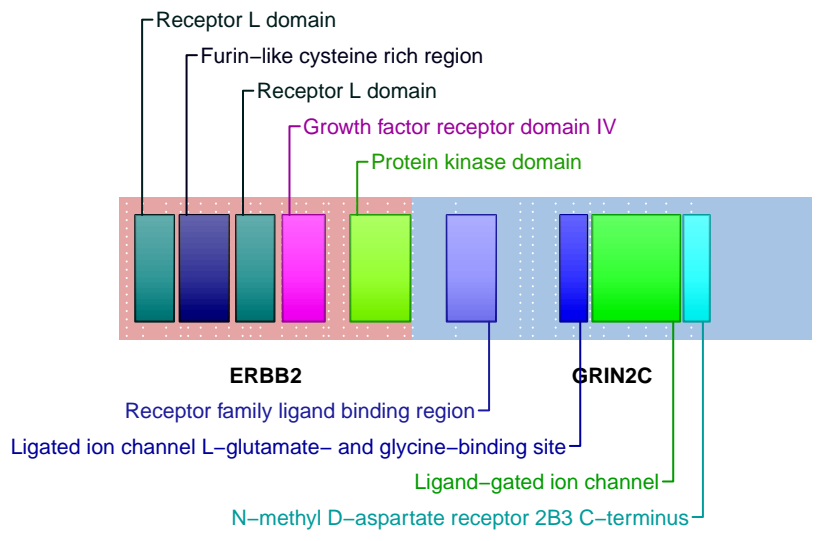 Receptor L domain
Furin−like cysteine rich region
Receptor L domain
Growth factor receptor domain IV
Protein kinase domain
ERBB2 GRIN2C
Receptor family ligand binding region
Ligated ion channel L−glutamate− and glycine−binding site
Ligand−gated ion channel
N−methyl D−aspartate receptor 2B3 C−terminus